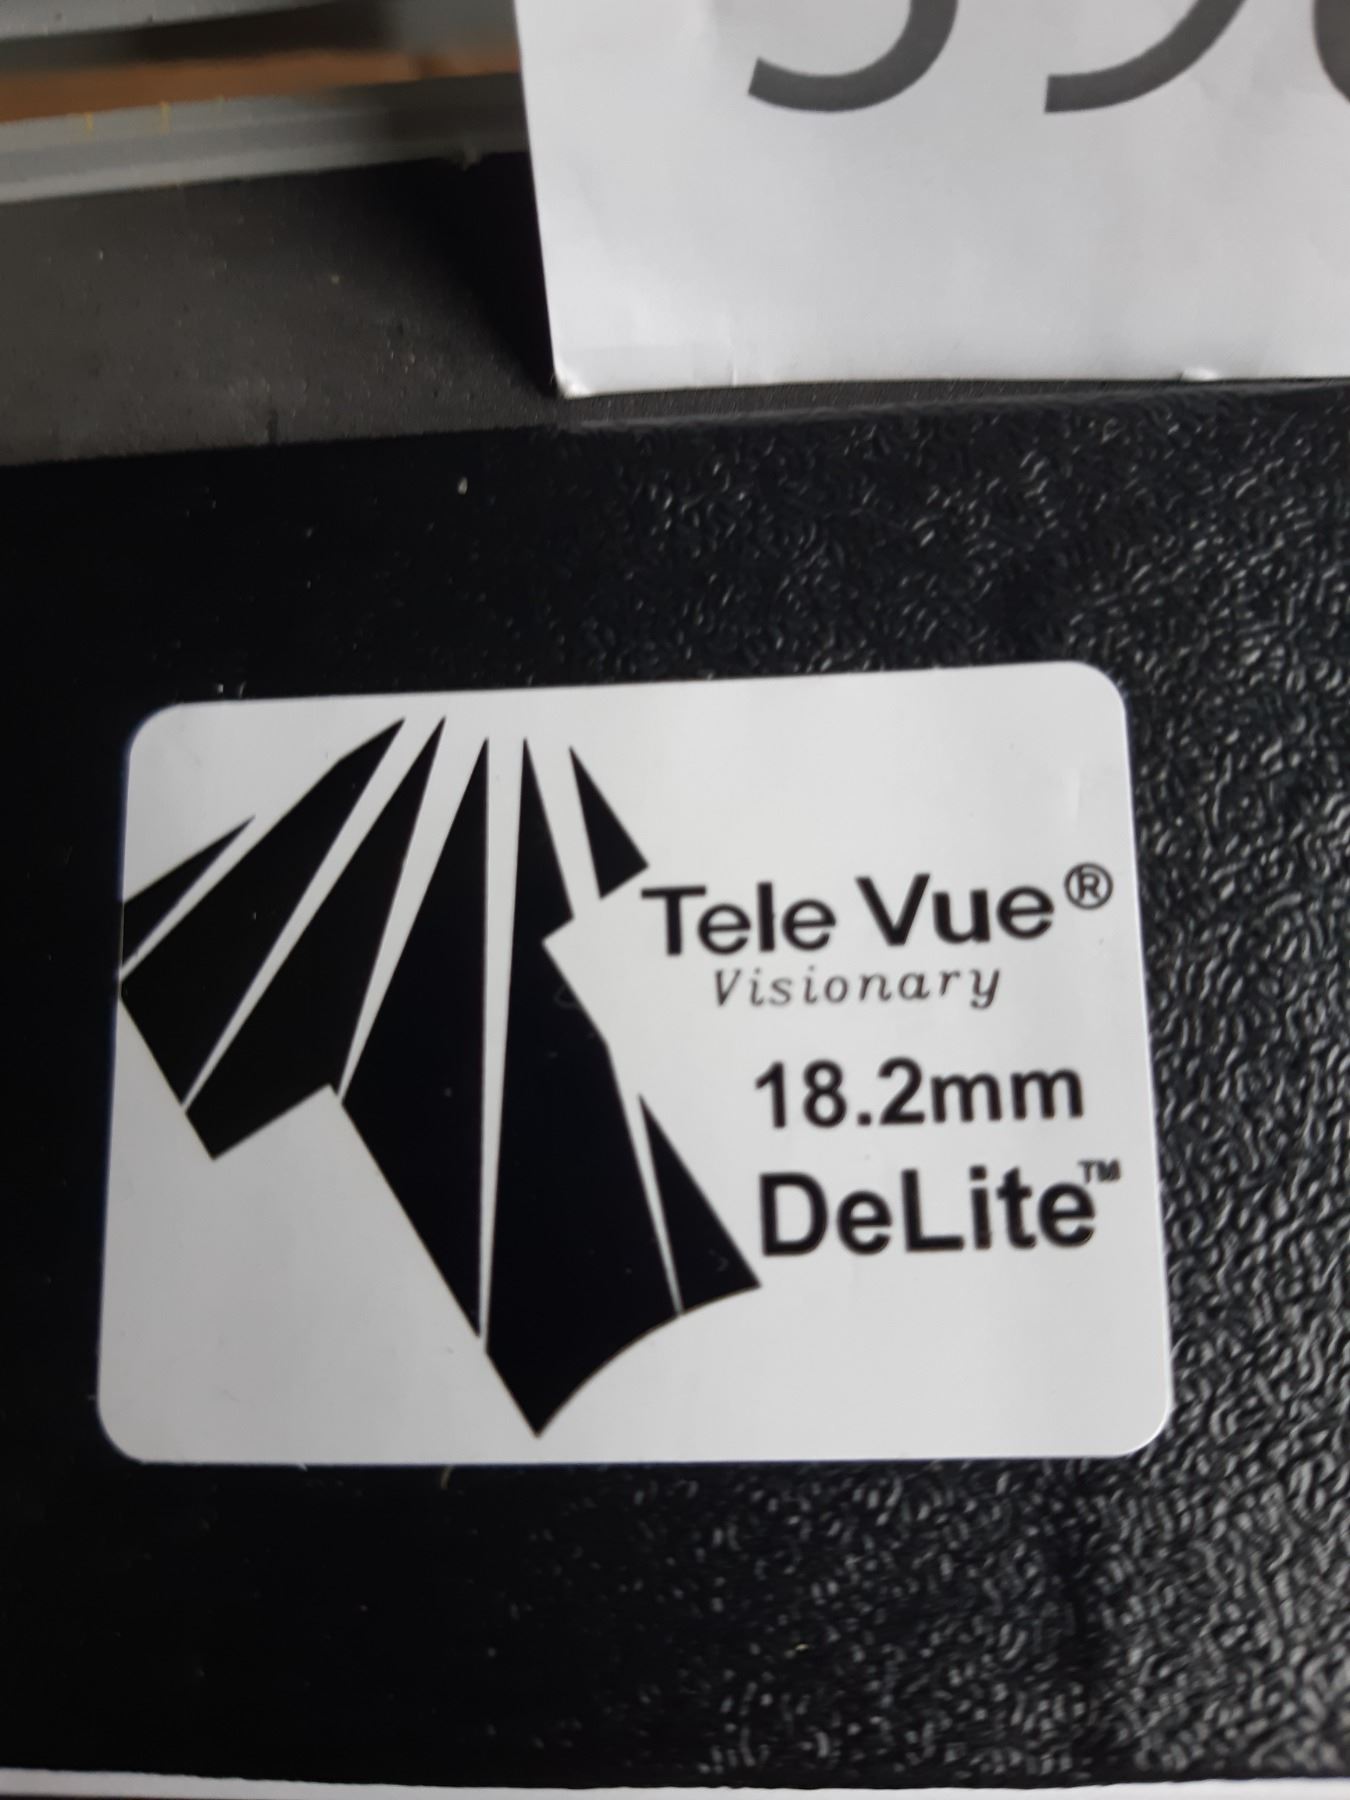 Tele Vue®
Visionary
18.2mm
DeLite™